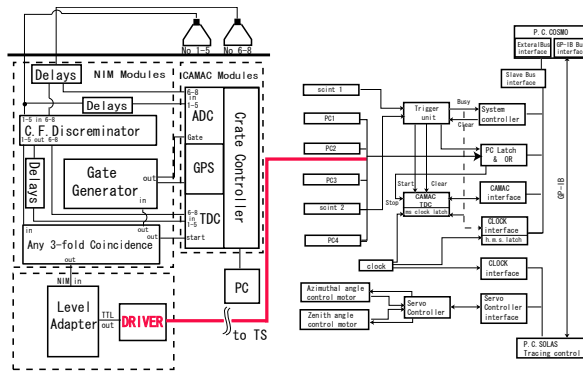 No 1-5
No 6-8
NIM Modules
CAMAC Modules
Delays
Delays
1-5 in 6-8
C.F.Discreminator
1-5 out 6-8
Delays
Gate
Generator
out
in
Any 3-fold Coincidence
in
out
out
6-8
in
1-5
ADC
Gate
GPS
6-8
in
1-5
TDC
start
Crate Controller
PC
NIM in
Level
Adapter
TTL
out
DRIVER
to TS
P.C.COSMO
ExteralBus
interface
GP-IB Bus
interface
Slave Bus
interface
scint 1
PC1
PC2
PC3
scint 2
PC4
clock
Trigger
unit
Busy
Clear
System
controller
PC Latch
& OR
Start
Clear
Stop
CAMAC
TDC
ms clock latch
CAMAC
interface
CLOCK
interface
h.m.s.latch
CLOCK
interface
GP-IB
Azimuthal angle
control motor
Zenith angle
control motor
Servo
Controller
Servo
Controller
interface
P.C.SOLAS
Tracing control